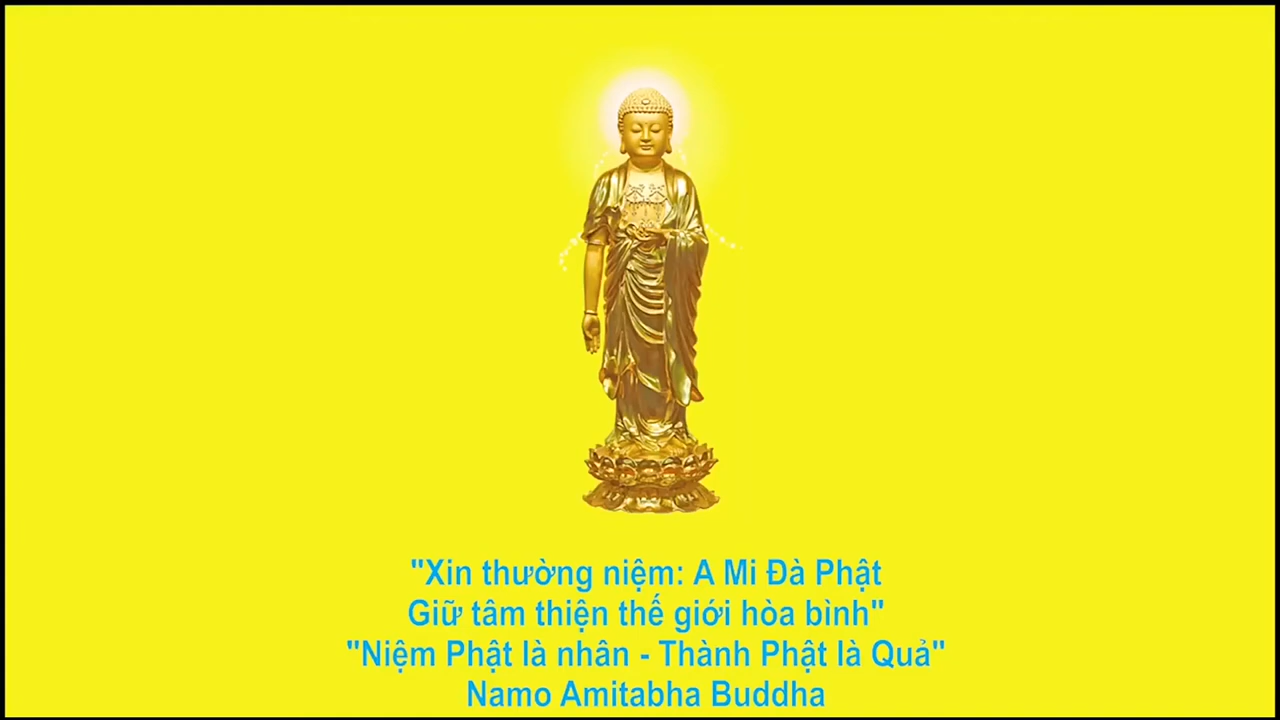 "Xin thường niệm: A Mi Đà Phật
Giữ tâm thiện thế giới hòa bình"
"Niệm Phật là nhân - Thành Phật là Quả"
Namo Amitabha Buddha